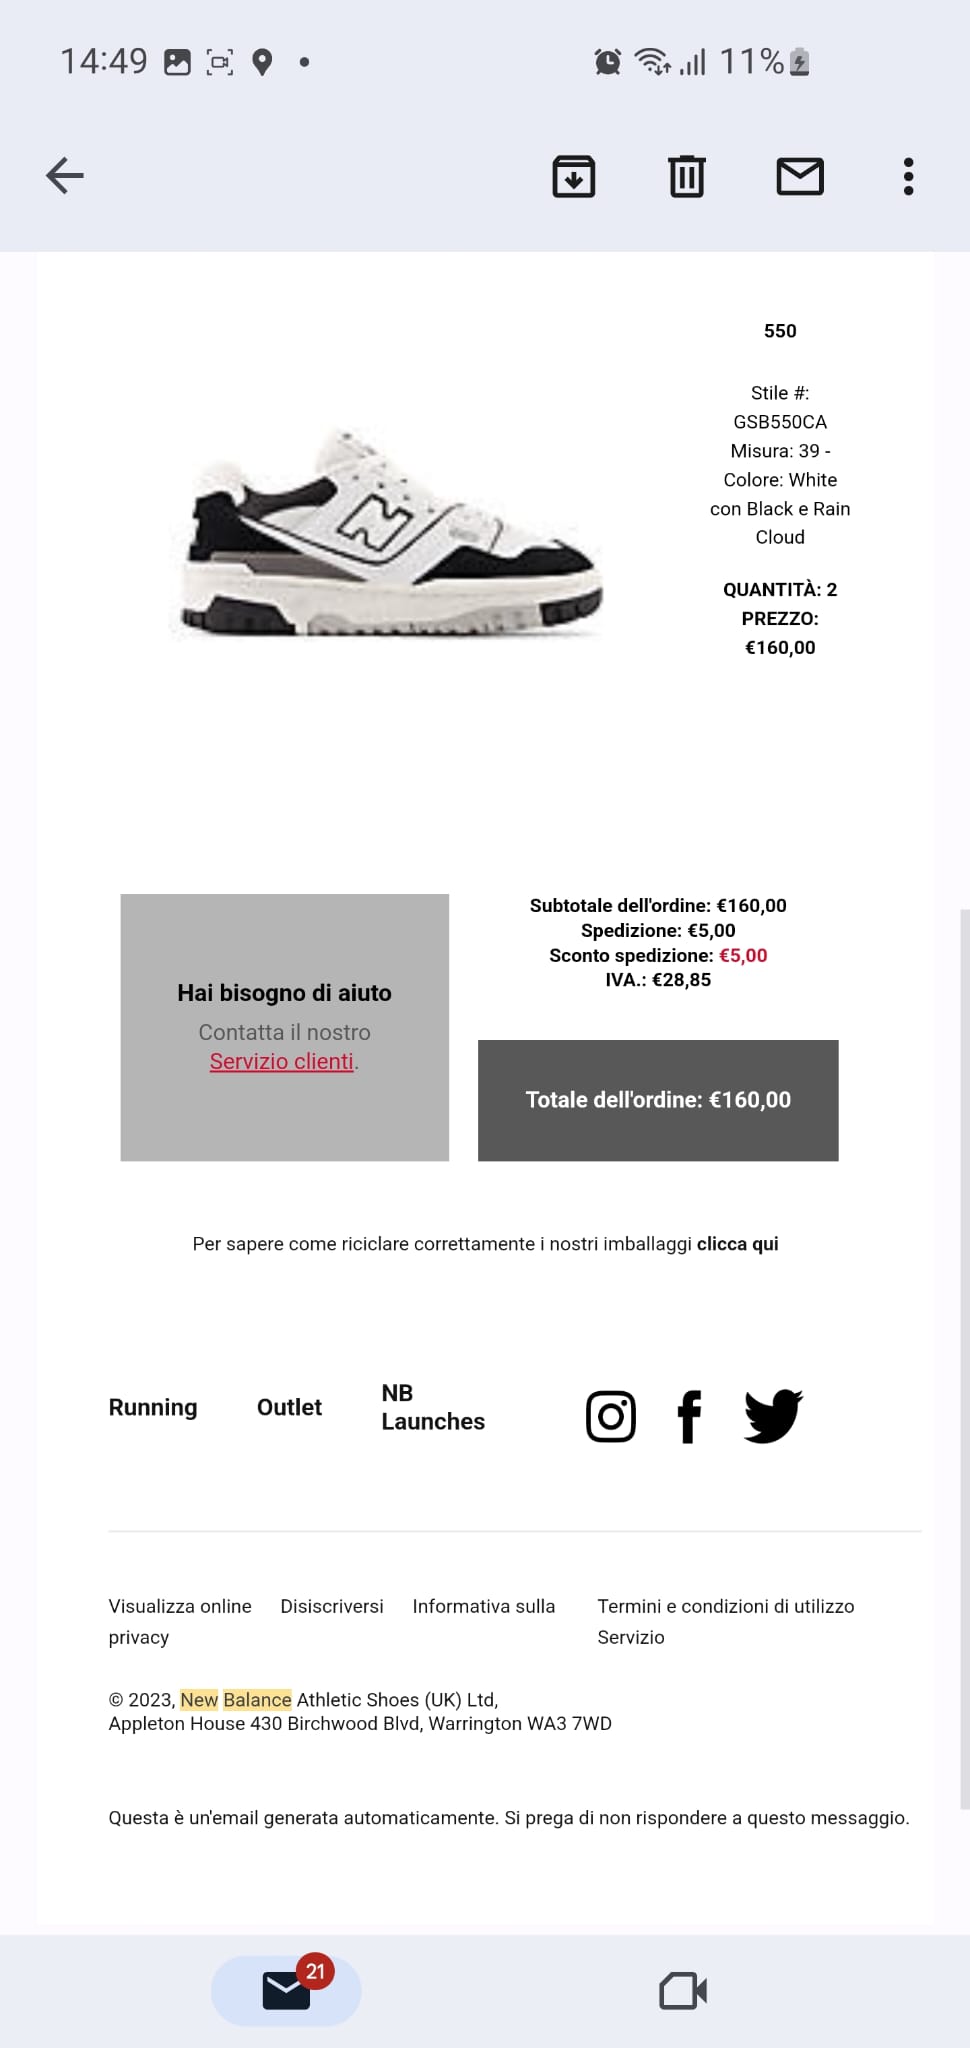 14:49
11%
550
Stile #:
GSB550CA
Misura: 39 -
Colore: White
con Black e Rain
Cloud
QUANTITÀ: 2
PREZZO:
€160,00
Hai bisogno di aiuto
Contatta il nostro
Servizio clienti.
Subtotale dell'ordine: €160,00
Spedizione: €5,00
Sconto spedizione: €5,00
IVA.: €28,85
Totale dell'ordine: €160,00
Per sapere come riciclare correttamente i nostri imballaggi clicca qui
Running
Outlet
NB
Launches
Visualizza online Disiscriversi Informativa sulla
privacy
Termini e condizioni di utilizzo
Servizio
© 2023, New Balance Athletic Shoes (UK) Ltd,
Appleton House 430 Birchwood Blvd, Warrington WA3 7WD
Questa è un'email generata automaticamente. Si prega di non rispondere a questo messaggio.
21